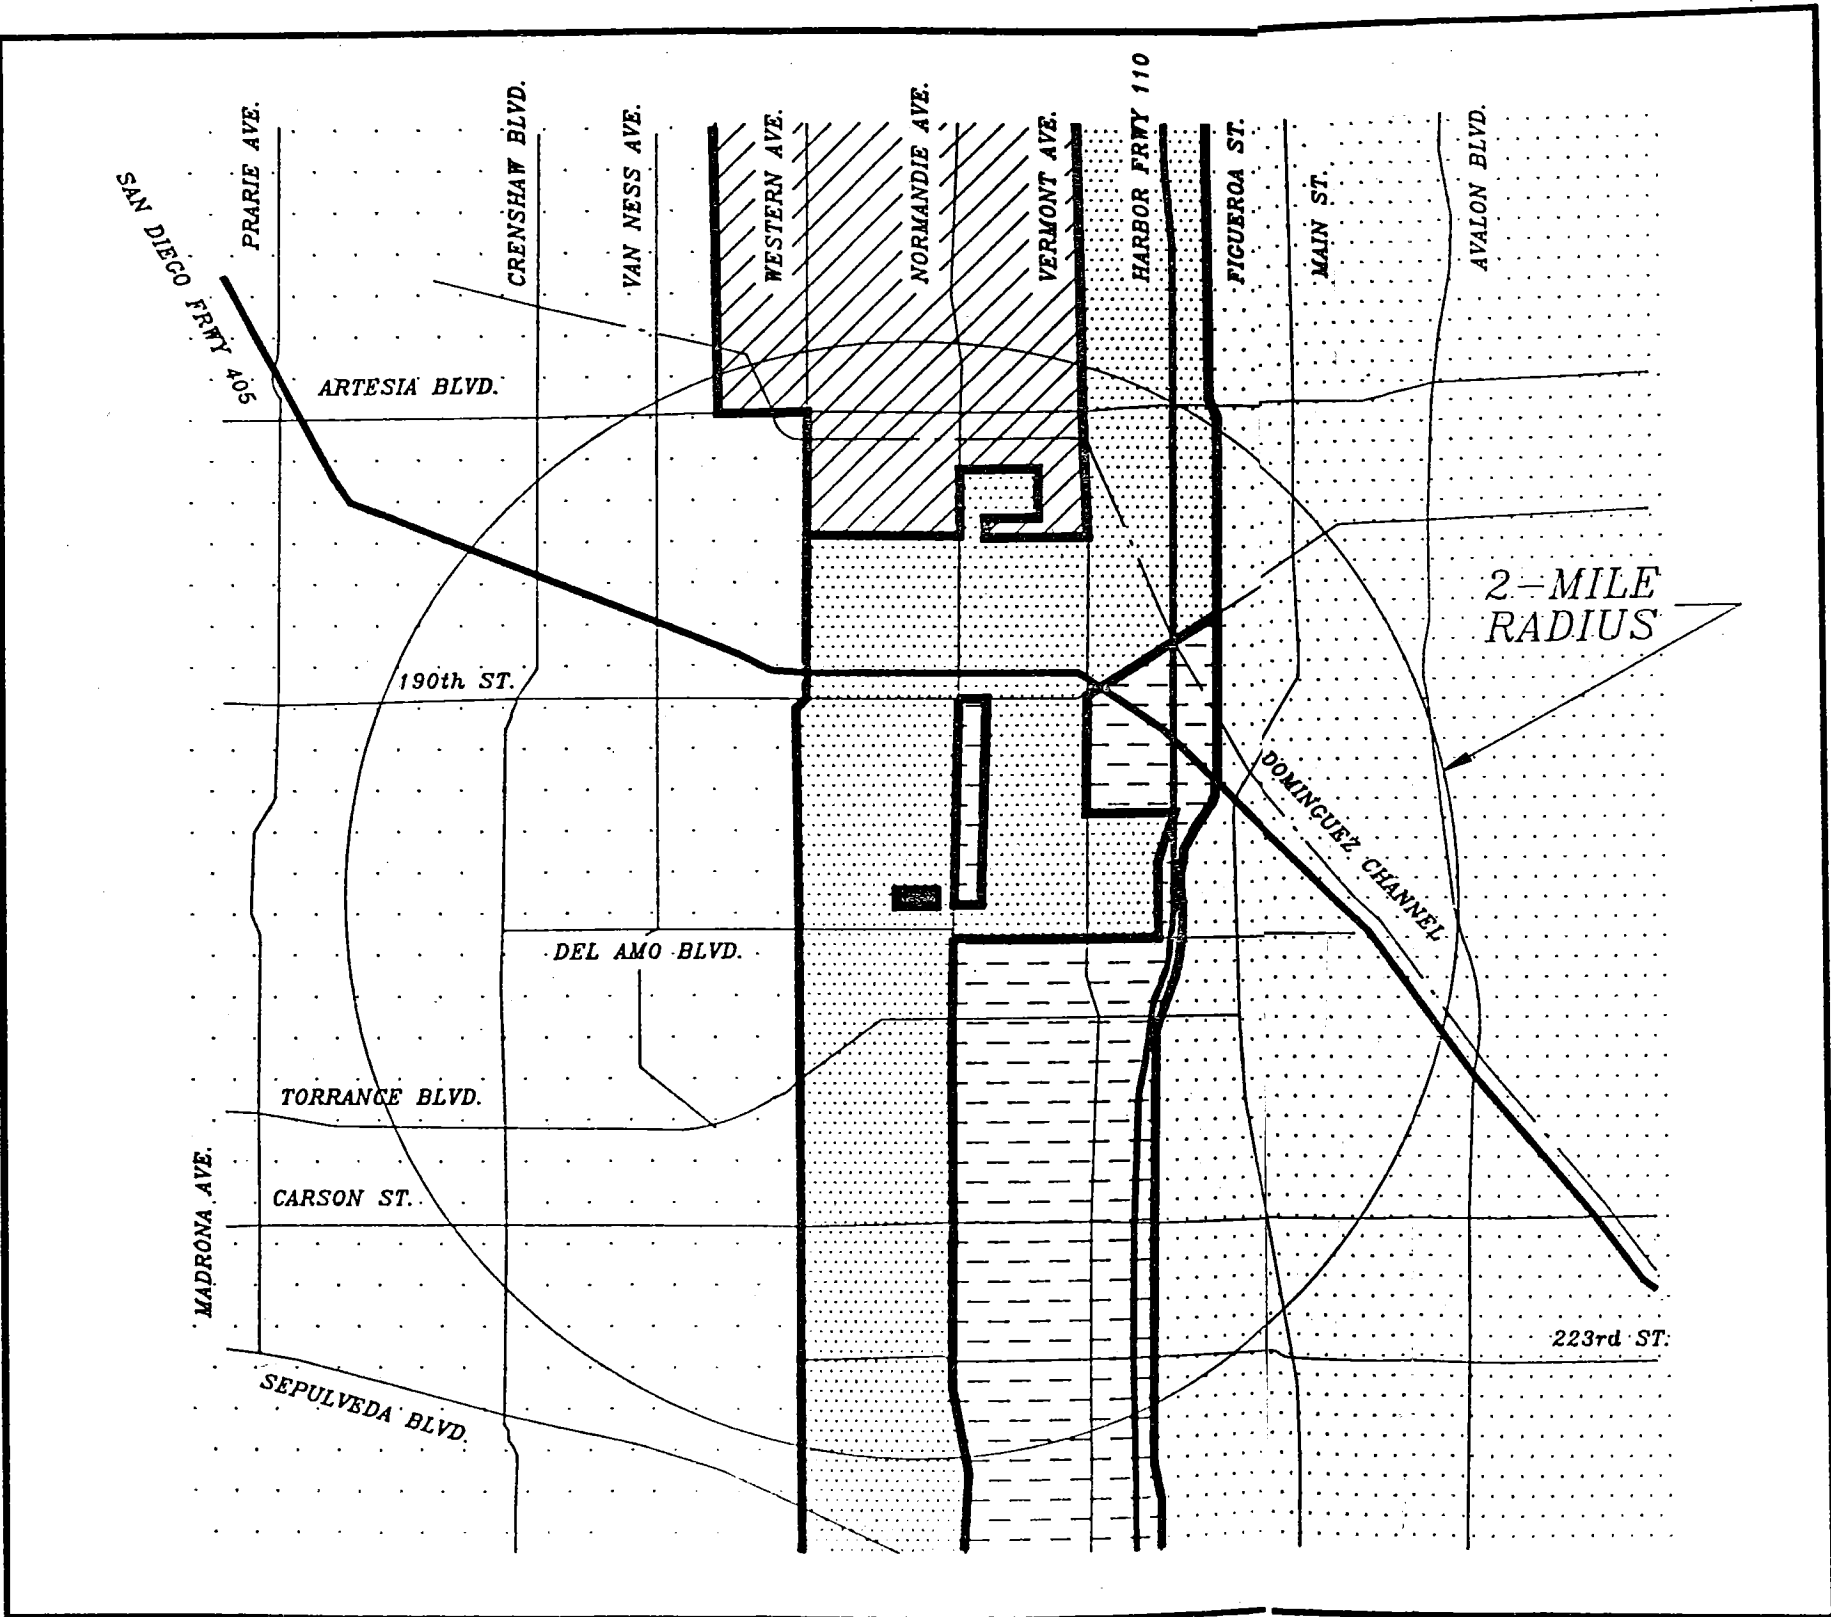 SAN DIEGO FRWY 405
PRARIE AVE.
CRENSHAW BLVD.
VAN NESS AVE.
WESTERN AVE.
NORMANDIE AVE.
VERMONT AVE.
HARBOR FRWY 110
FIGUEROA ST.
MAIN ST.
AVALON BLVD.
ARTESIA BLVD.
2-MILE
RADIUS
190th ST.
DOMINGUEZ CHANNEL
DEL AMO BLVD.
TORRANCE BLVD.
MADRONA AVE.
CARSON ST.
223rd ST.
SEPULVEDA BLVD.